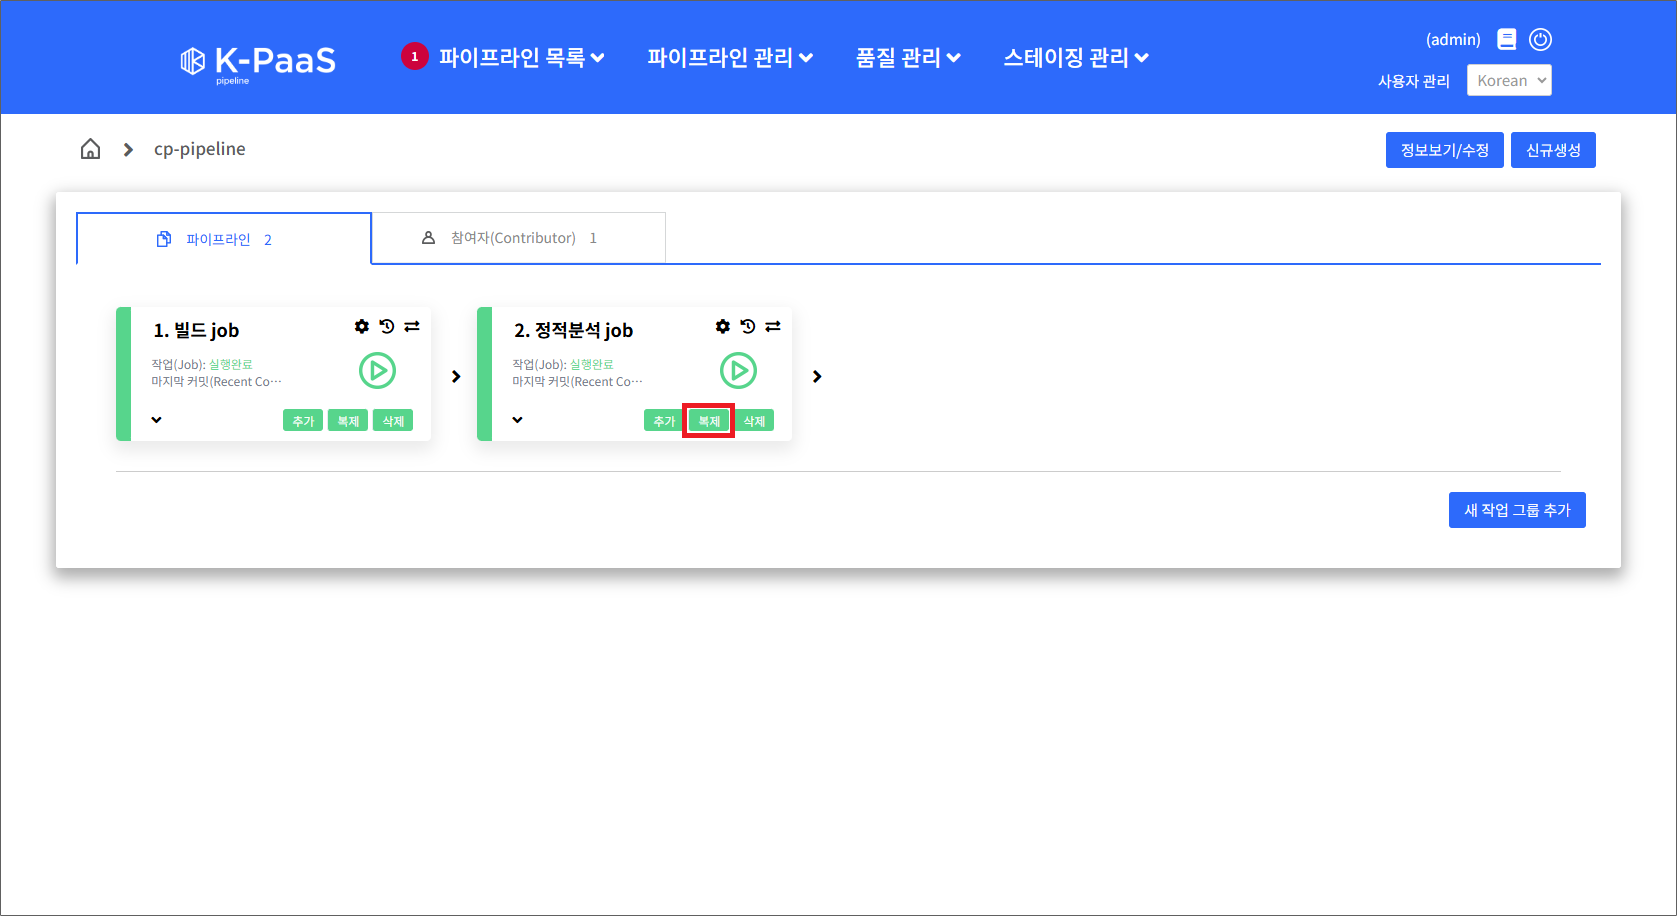 K-PaaS
pipeline
1 파이프라인 목록 파이프라인 관리 품질 관리 스테이징 관리
(admin)
사용자 관리 Korean
cp-pipeline
정보보기/수정 신규생성
파이프라인 2 참여자(Contributor) 1
1. 빌드 job
작업(Job): 실행완료
마지막 커밋(Recent Co···
추가 복제 삭제
2. 정적분석 job
작업(Job): 실행완료
마지막 커밋(Recent Co···
추가 복제 삭제
새 작업 그룹 추가